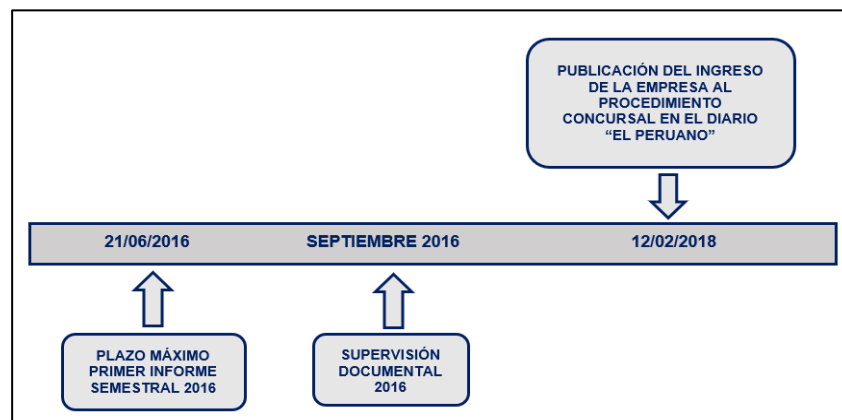 PUBLICACIÓN DEL INGRESO
DE LA EMPRESA AL
PROCEDIMIENTO
CONCURSAL EN EL DIARIO
“EL PERUANO”
21/06/2016
SEPTIEMBRE 2016
12/02/2018
PLAZO MÁXIMO
PRIMER INFORME
SEMESTRAL 2016
SUPERVISIÓN
DOCUMENTAL
2016